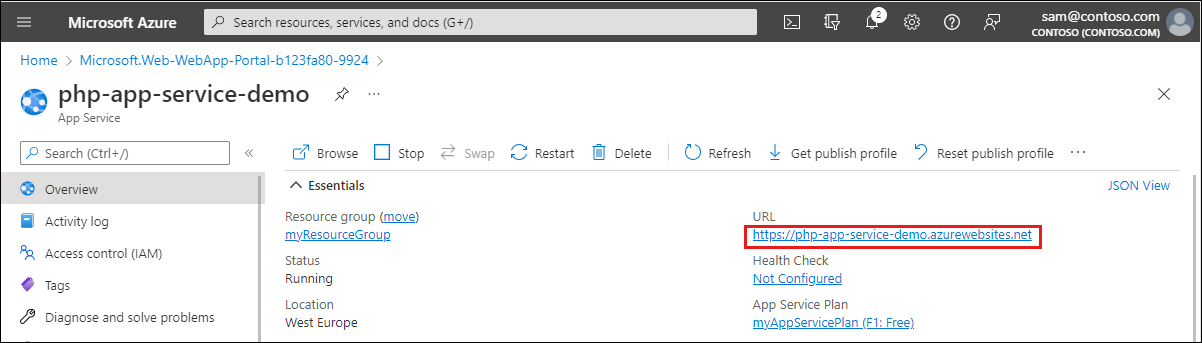 Microsoft Azure
Search resources, services, and docs (G+/)
2
sam@contoso.com
CONTOSO (CONTOSO.COM)
Home > Microsoft.Web-WebApp-Portal-b123fa80-9924 >
php-app-service-demo
App Service
Search (Ctrl+/)
Browse Stop Swap Restart Delete Refresh Get publish profile Reset publish profile
Overview
Activity log
Access control (IAM)
Tags
Diagnose and solve problems
Essentials
JSON View
Resource group (move)
myResourceGroup
Status
Running
Location
West Europe
URL
https://php-app-service-demo.azurewebsites.net
Health Check
Not Configured
App Service Plan
myAppServicePlan (F1: Free)